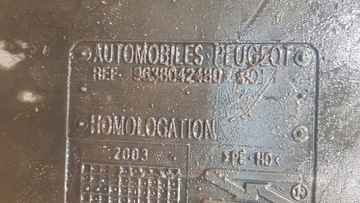 AUTOMOBILES PEUGEOT
REF. 9638042480
HOMOLOGATION
2003 >PE-HD<